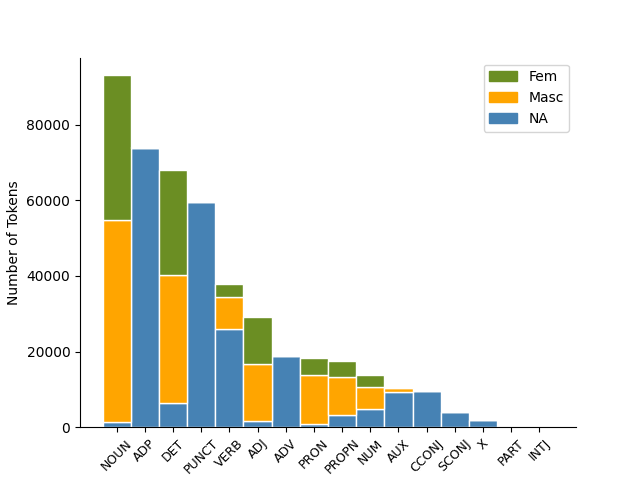 Fem
Masc
NA
Number of Tokens
80000
60000
40000
20000
0
NOUN
ADP
DET
PUNCT
VERB
ADJ
ADV
PRON
PROPN
NUM
AUX
CCONJ
SCONJ
X
PART
INTJ